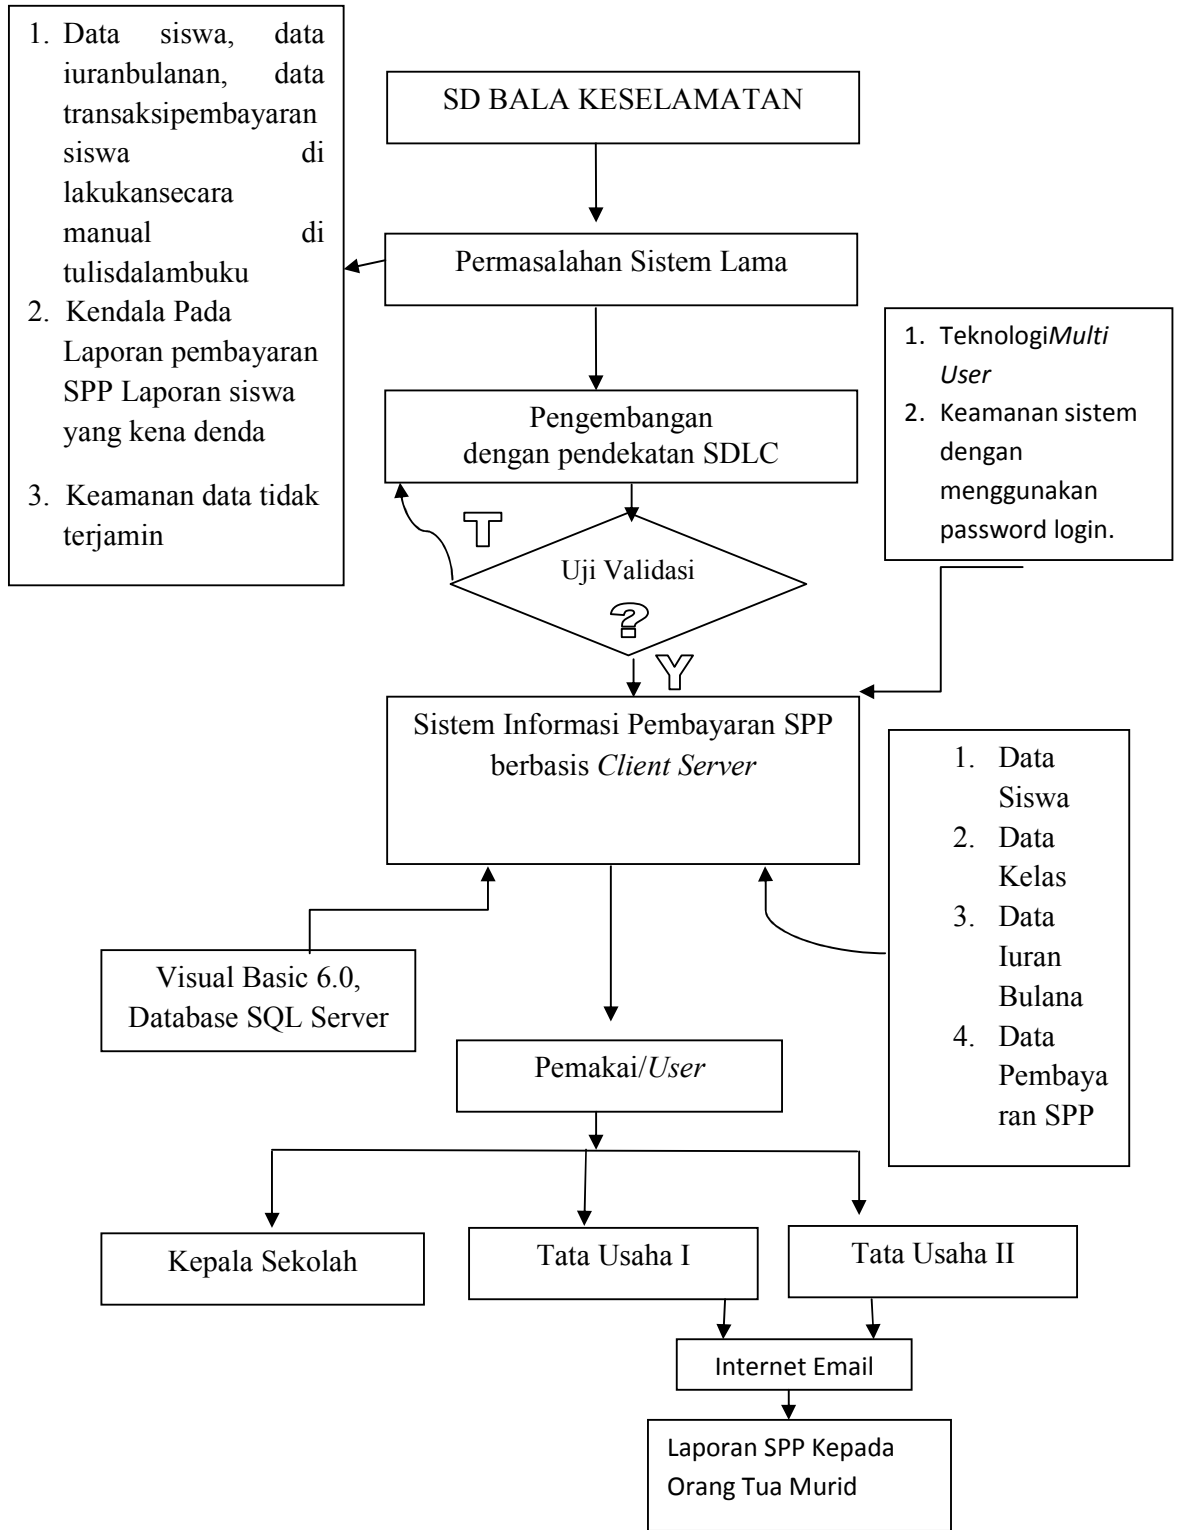 1. Data siswa, data
iuranbulanan, data
transaksipembayaran
siswa di
lakukansecara
manual di
tulisdalambuku
2. Kendala Pada
Laporan pembayaran
SPP Laporan siswa
yang kena denda
3. Keamanan data tidak
terjamin
SD BALA KESELAMATAN
Permasalahan Sistem Lama
Pengembangan
dengan pendekatan SDLC
1. TeknologiMulti
User
2. Keamanan sistem
dengan
menggunakan
password login.
T
Uji Validasi
?
Y
Sistem Informasi Pembayaran SPP
berbasis Client Server
1. Data
Siswa
2. Data
Kelas
3. Data
Iuran
Bulana
4. Data
Pembaya
ran SPP
Visual Basic 6.0,
Database SQL Server
Pemakai/User
Kepala Sekolah
Tata Usaha I
Tata Usaha II
Internet Email
Laporan SPP Kepada
Orang Tua Murid